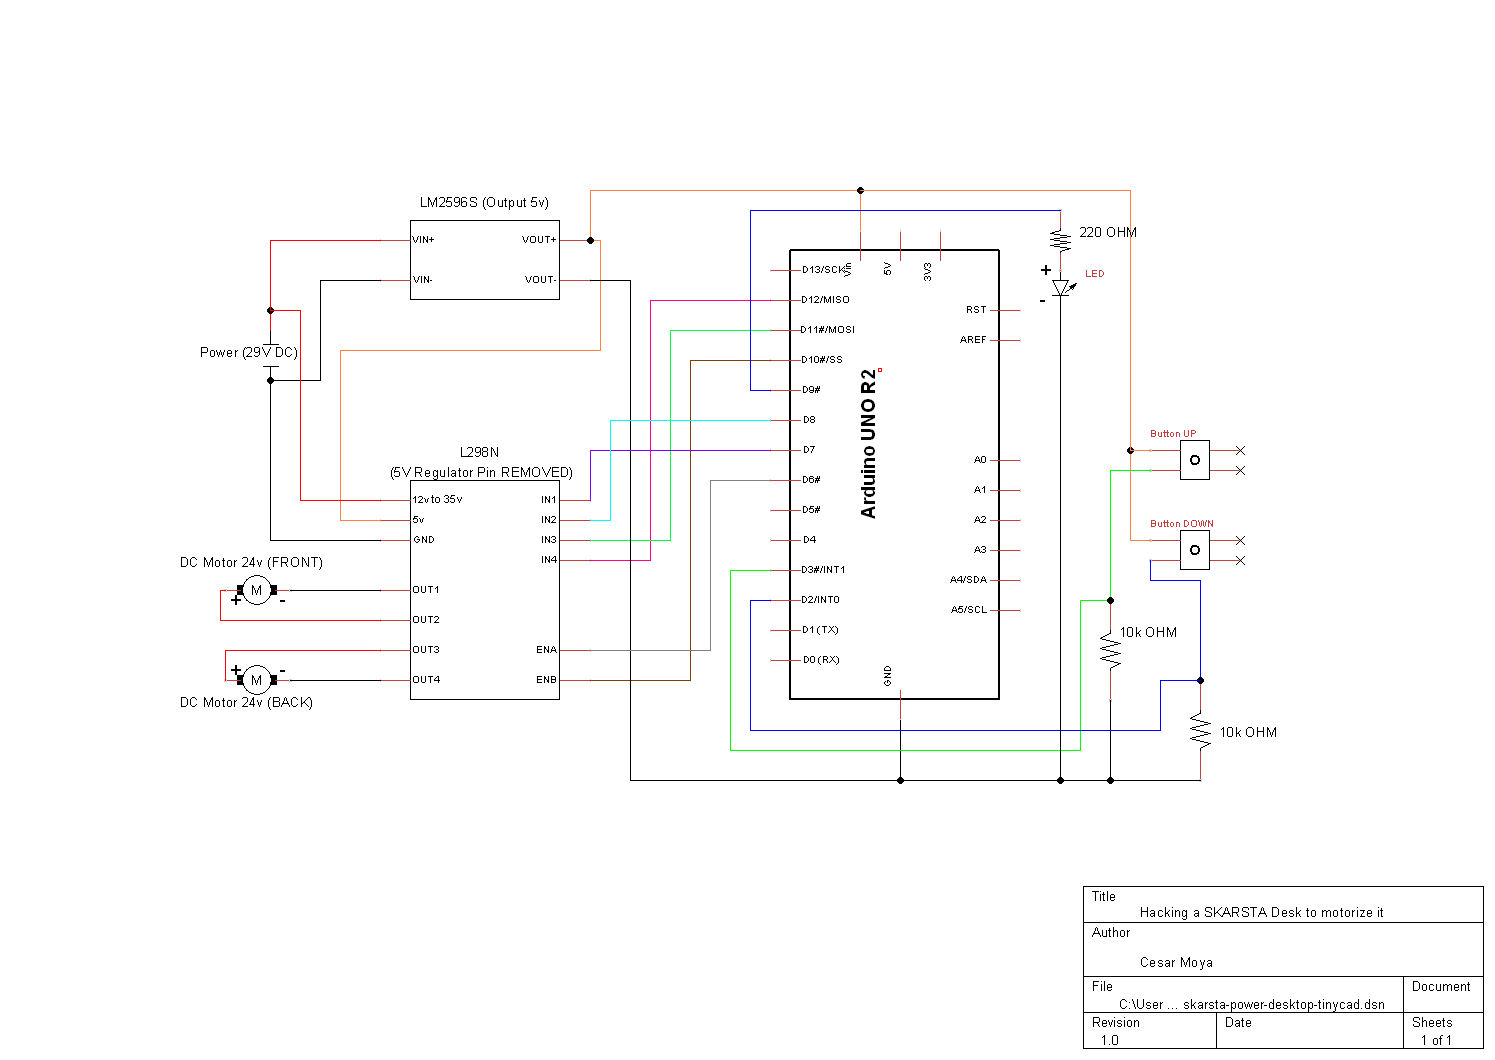 LM2596S (Output 5v)
VIN+
VOUT+
VIN-
VOUT-
Power (29V DC)
L298N
(5V Regulator Pin REMOVED)
12v to 35v
5v
GND
IN1
IN2
IN3
IN4
OUT1
OUT2
OUT3
OUT4
ENA
ENB
DC Motor 24v (FRONT)
M
+
-
+
-
M
DC Motor 24v (BACK)
Vin
5V
3V3
D13/SCK
D12/MISO
D11#/MOSI
D10#/SS
D9#
D8
D7
D6#
D5#
D4
D3#/INT1
D2/INT0
D1 (TX)
D0 (RX)
Arduino UNO R2
RST
AREF
A0
A1
A2
A3
A4/SDA
A5/SCL
GND
220 OHM
+
LED
-
Button UP
Button DOWN
10k OHM
10k OHM
Title
Hacking a SKARSTA Desk to motorize it
Author
Cesar Moya
File
Document
C:\User ... skarsta-power-desktop-tinycad.dsn
Revision
Date
Sheets
1.0
1 of 1